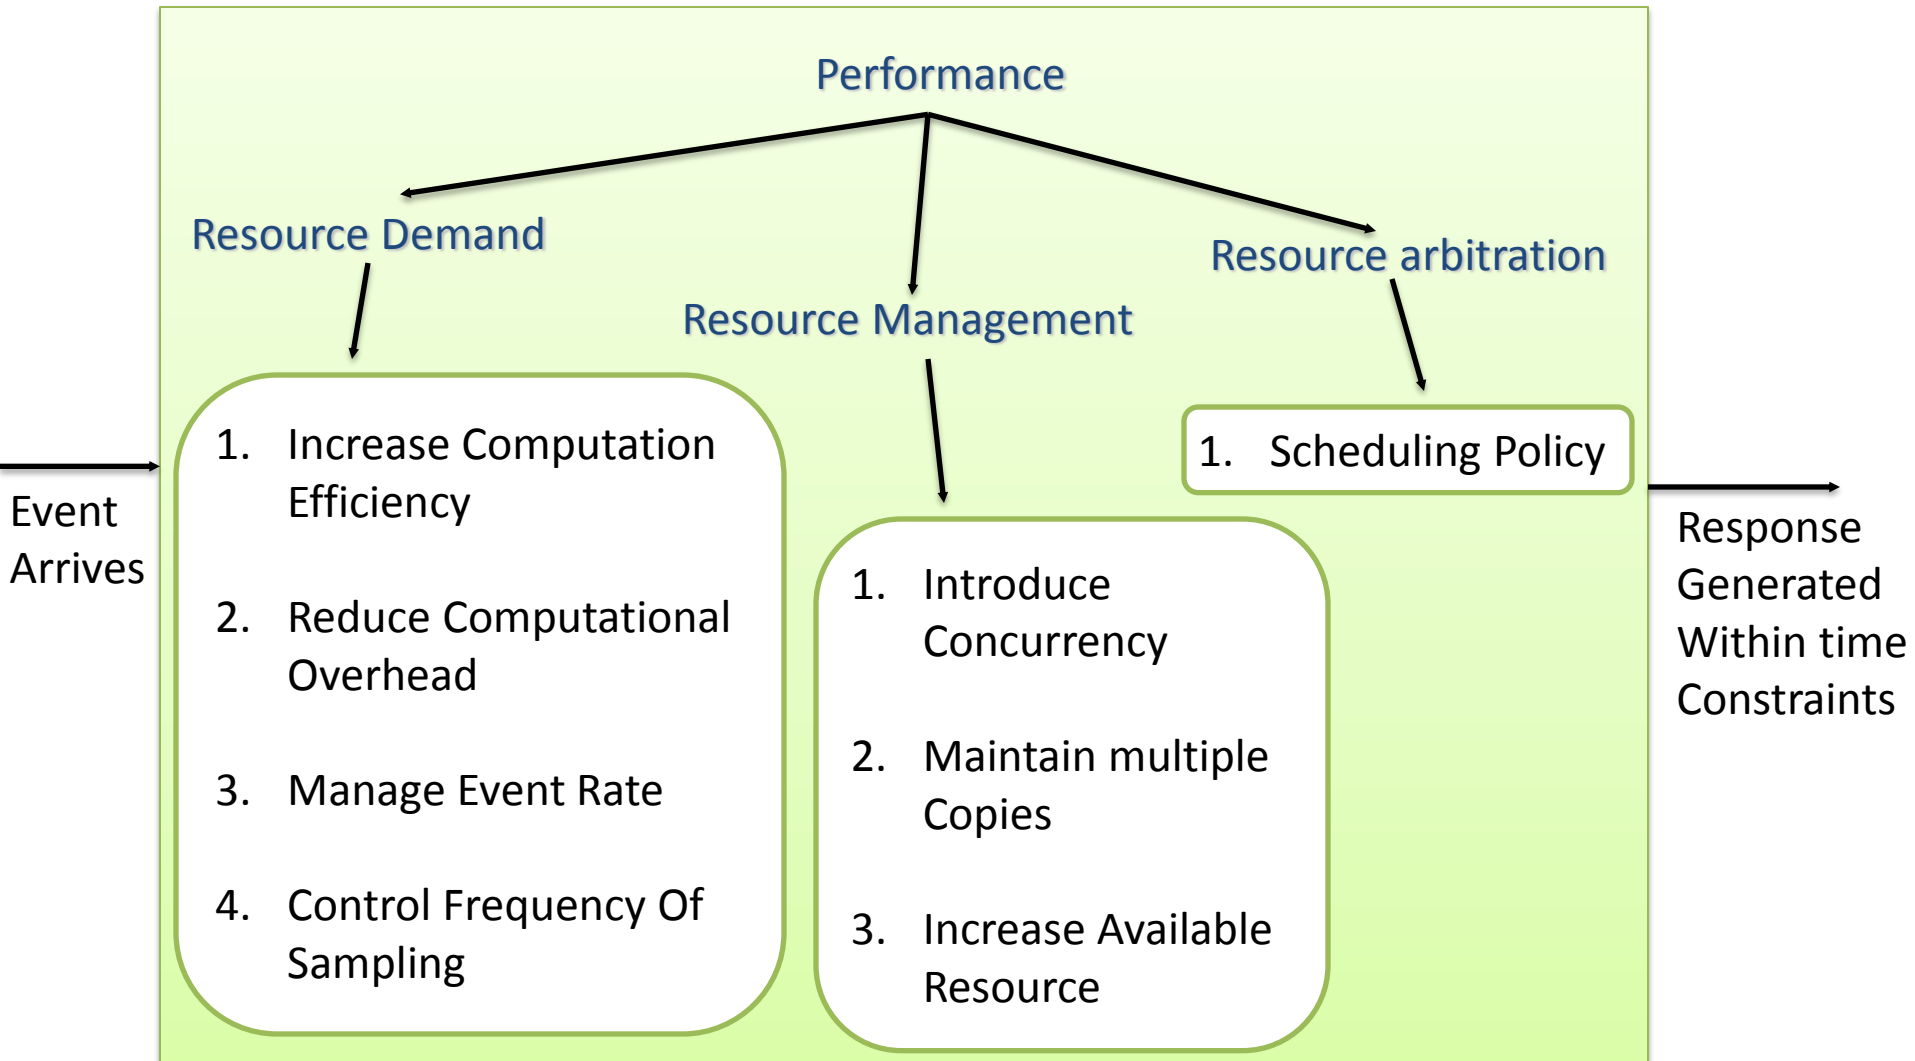 Performance
Resource Demand
Resource arbitration
Resource Management
Event
Arrives
1. Increase Computation
Efficiency
2. Reduce Computational
Overhead
3. Manage Event Rate
4. Control Frequency Of
Sampling
1. Introduce
Concurrency
2. Maintain multiple
Copies
3. Increase Available
Resource
1. Scheduling Policy
Response
Generated
Within time
Constraints